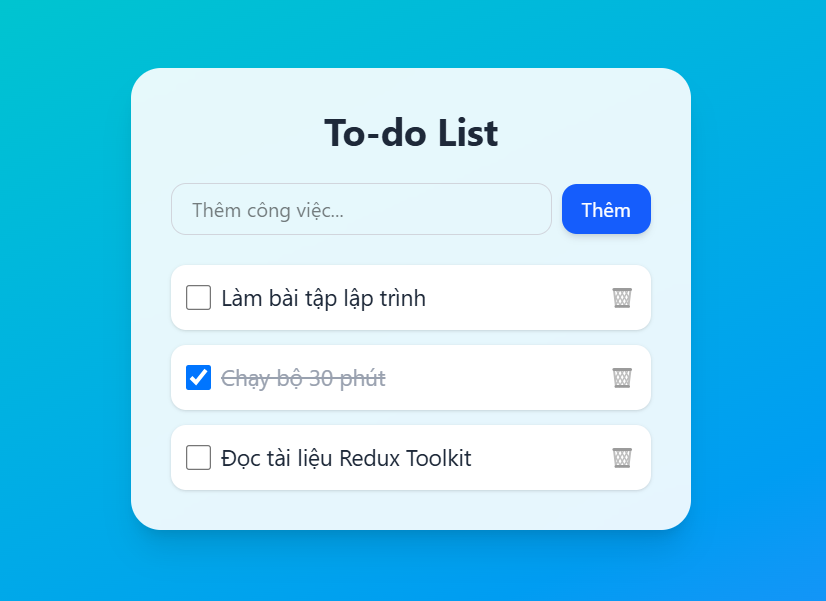 To-do List
Thêm công việc...
Thêm
Làm bài tập lập trình
Chạy bộ 30 phút
Đọc tài liệu Redux Toolkit